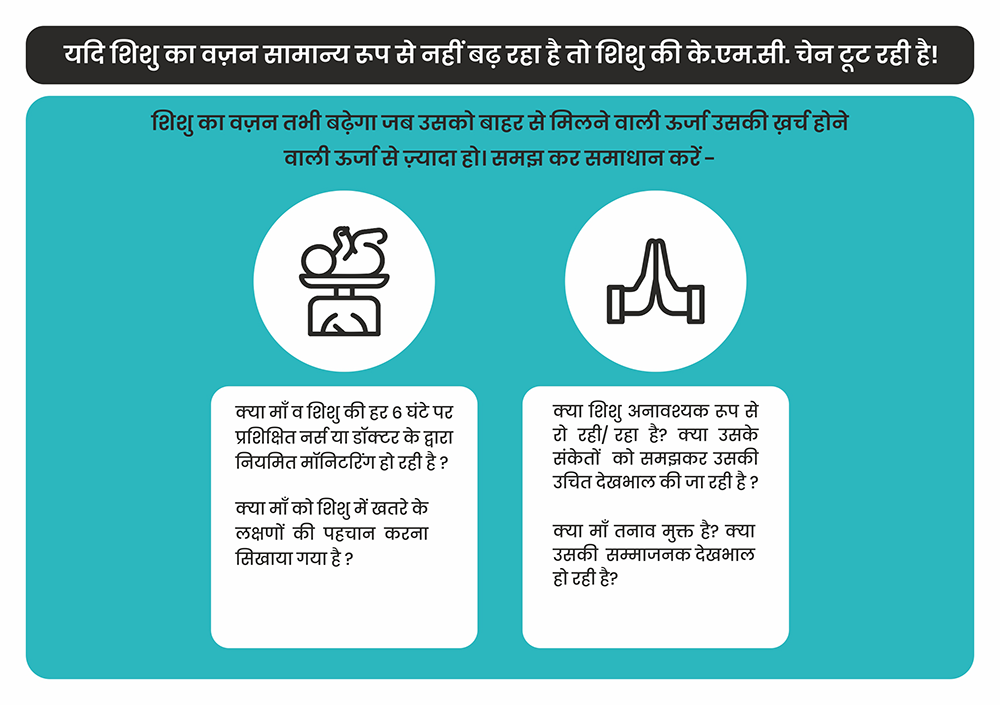 यदि शिशु का वज़न सामान्य रूप से नहीं बढ़ रहा है तो शिशु की के.एम.सी. चेन टूट रही है!
शिशु का वज़न तभी बढ़ेगा जब उसको बाहर से मिलने वाली ऊर्जा उसकी ख़र्च होने
वाली ऊर्जा से ज़्यादा हो। समझ कर समाधान करें -
क्या माँ व शिशु की हर 6 घंटे पर
प्रशिक्षित नर्स या डॉक्टर के द्वारा
नियमित मॉनिटरिंग हो रही है ?
क्या माँ को शिशु में खतरे के
लक्षणों की पहचान करना
सिखाया गया है ?
क्या शिशु अनावश्यक रूप से
रो रही/ रहा है? क्या उसके
संकेतों को समझकर उसकी
उचित देखभाल की जा रही है ?
क्या माँ तनाव मुक्त है? क्या
उसकी सम्माजनक देखभाल
हो रही है?